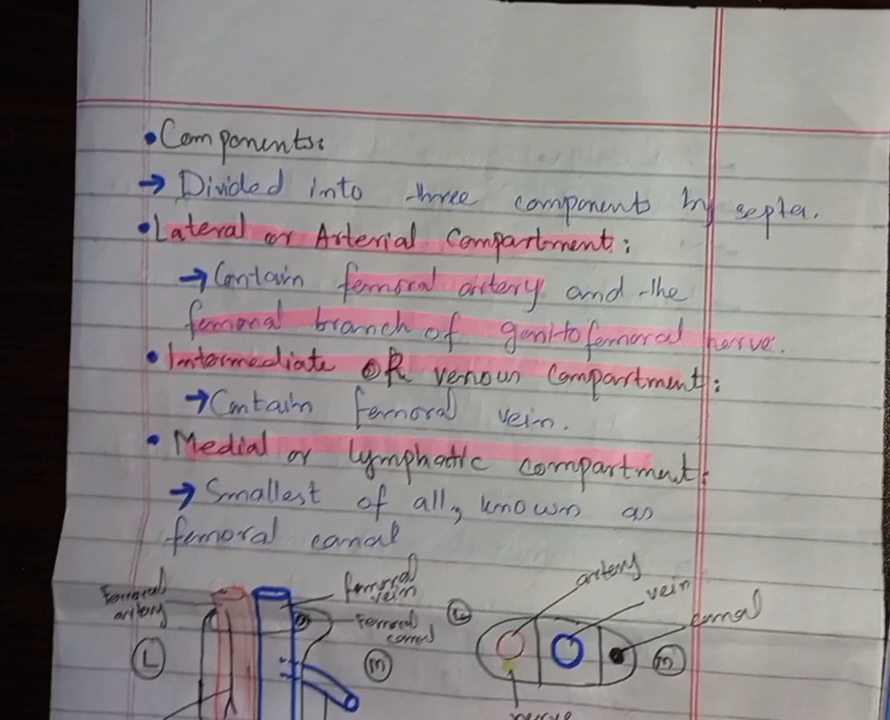 • Components:
→ Divided into three components by septa.
• Lateral or Arterial Compartment:
→ Contain femoral artery and the
femoral branch of genitofemoral nerve.
• Intermediate OR venous compartment:
→ Contain femoral vein.
• Medial or lymphatic compartment:
→ Smallest of all, known as
femoral canal
Femoral
artery
femoral
vein
Femoral
canal
L
M
artery
vein
canal
L
M
nerve